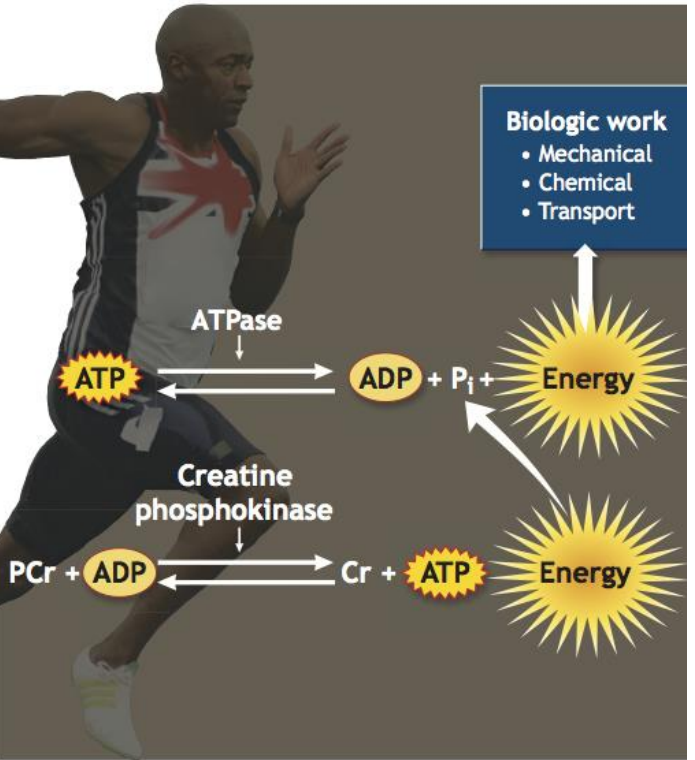 Biologic work
• Mechanical
• Chemical
• Transport
ATPase
ATP ADP + Pi + Energy
Creatine
phosphokinase
PCr + ADP Cr + ATP Energy